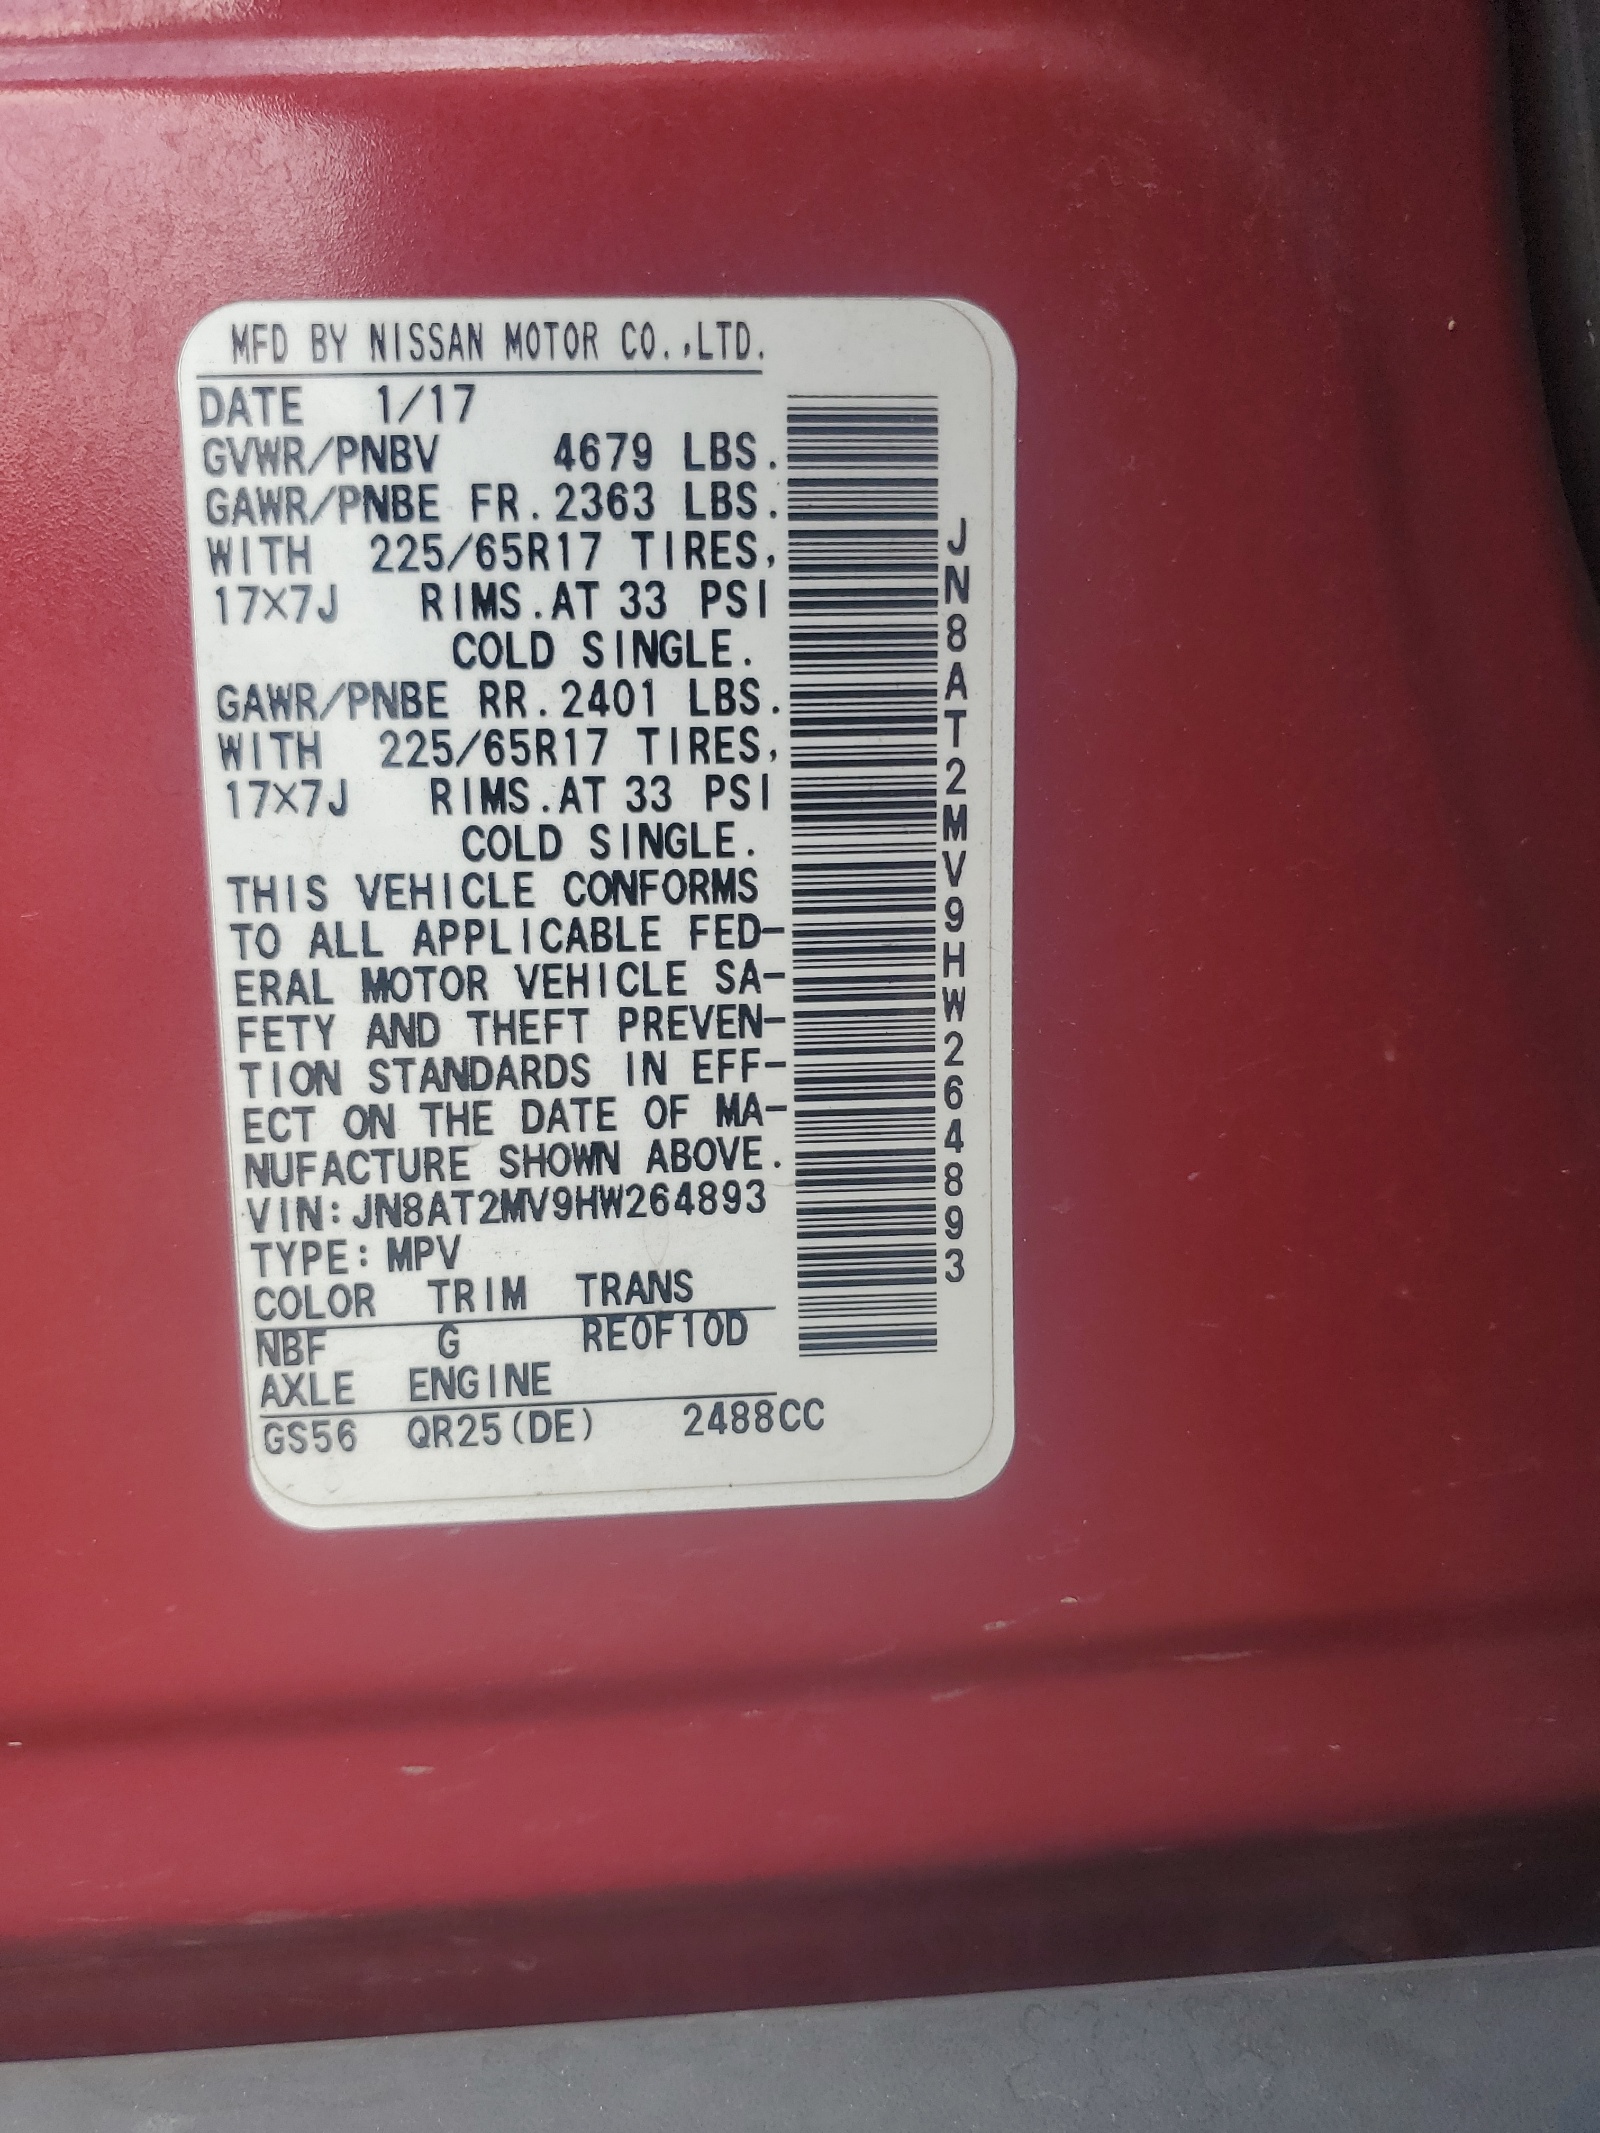 MFD BY NISSAN MOTOR CO.,LTD.
DATE 1/17
GVWR/PNBV 4679 LBS.
GAWR/PNBE FR.2363 LBS.
WITH 225/65R17 TIRES,
17×7J RIMS.AT 33 PSI
COLD SINGLE.
GAWR/PNBE RR.2401 LBS.
WITH 225/65R17 TIRES,
17×7J RIMS.AT 33 PSI
COLD SINGLE.
THIS VEHICLE CONFORMS
TO ALL APPLICABLE FED-
ERAL MOTOR VEHICLE SA-
FETY AND THEFT PREVEN-
TION STANDARDS IN EFF-
ECT ON THE DATE OF MA-
NUFACTURE SHOWN ABOVE.
VIN:JN8AT2MV9HW264893
TYPE:MPV
COLOR TRIM TRANS
NBF G RE0F10D
AXLE ENGINE
GS56 QR25(DE) 2488CC
JN8AT2MV9HW264893